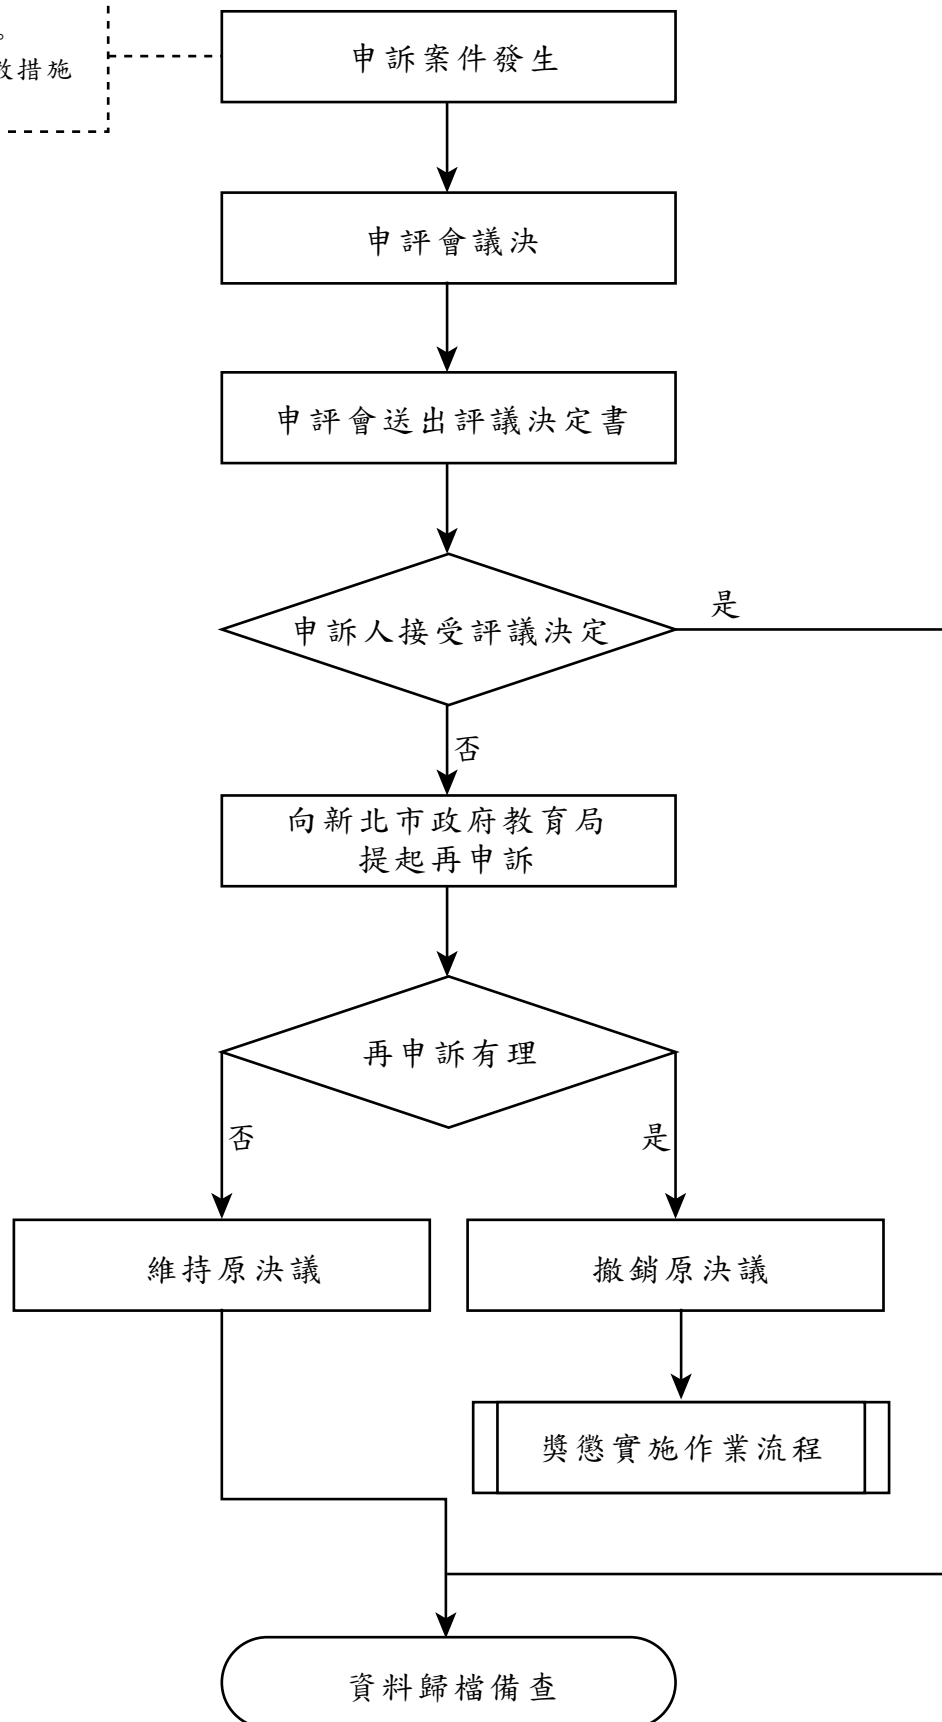 。
措施
申訴案件發生
申評會議決
申評會送出評議決定書
申訴人接受評議決定
是
否
向新北市政府教育局
提起再申訴
再申訴有理
否
是
維持原決議
撤銷原決議
獎懲實施作業流程
資料歸檔備查